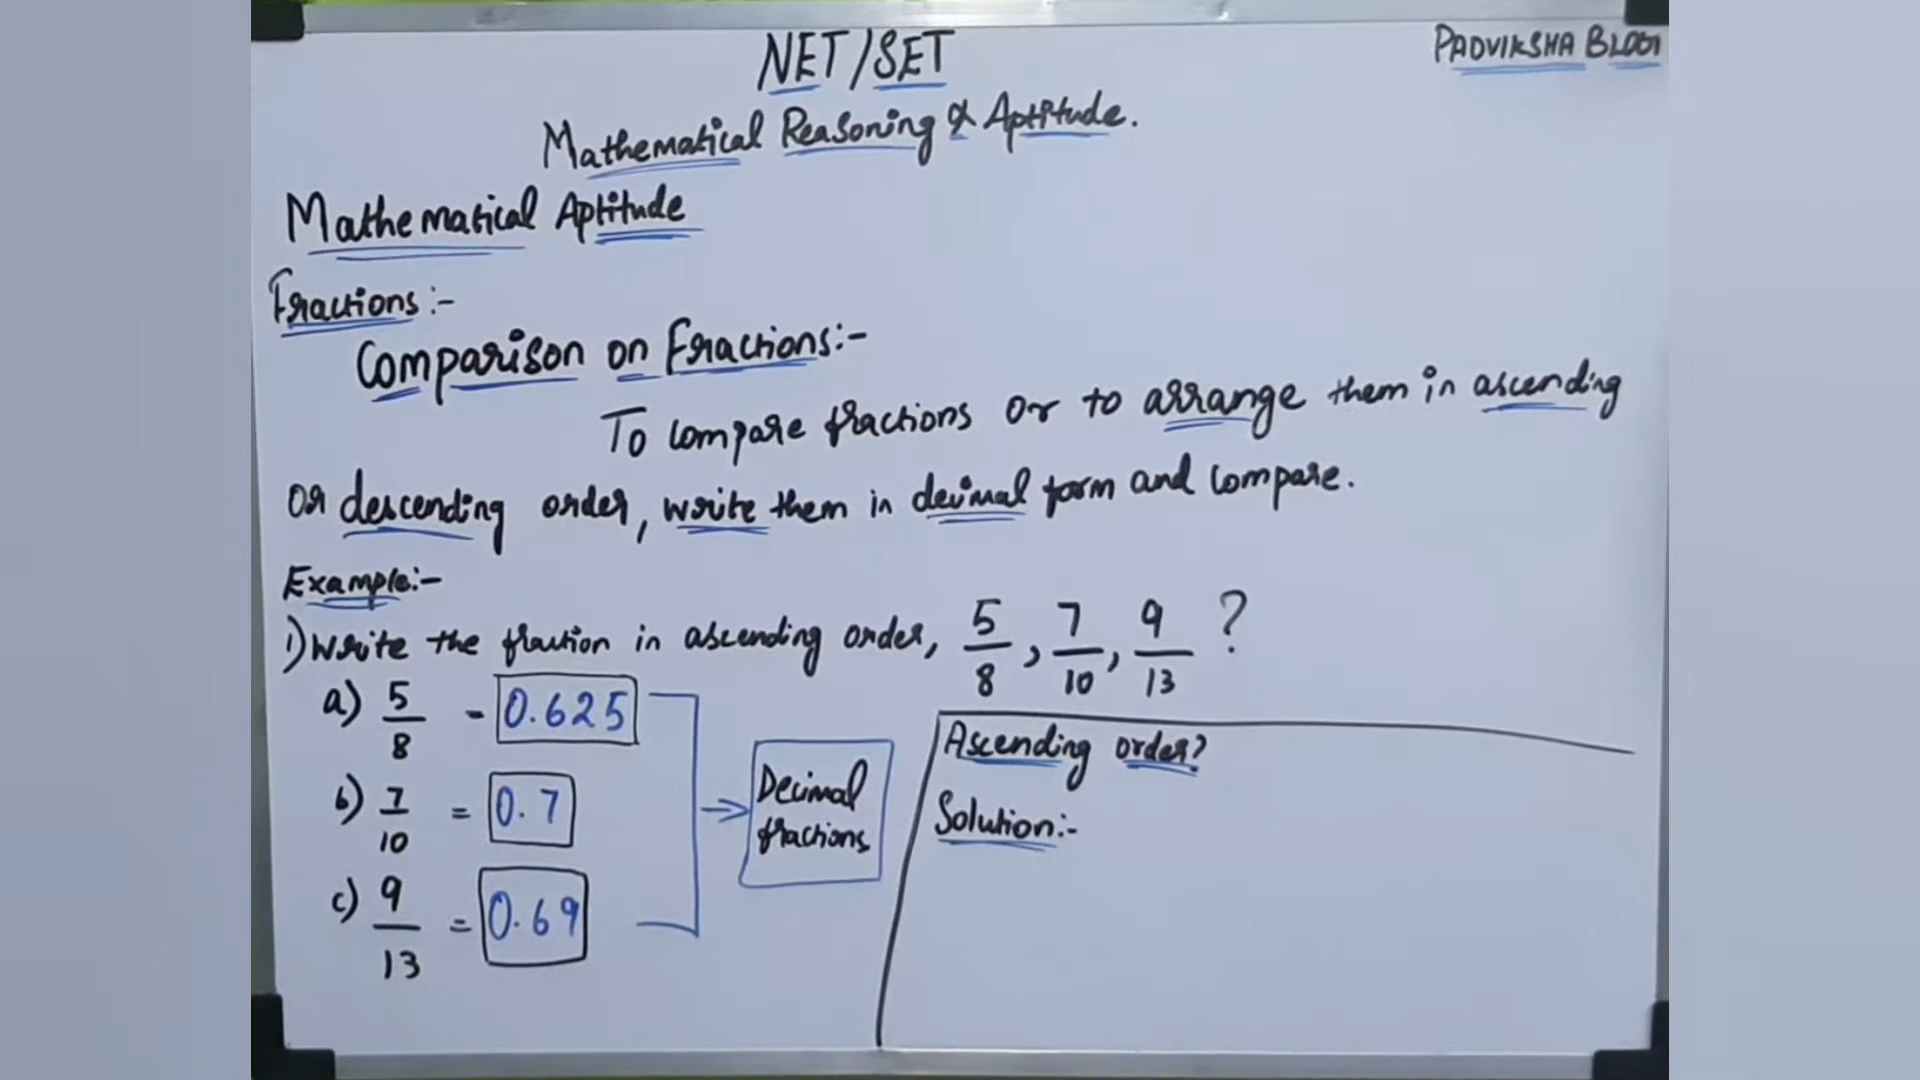 NET/SET
PADVIKSHA BLOG
Mathematical Reasoning & Aptitude.
Mathematical Aptitude
Fractions:-
Comparison on Fractions:-
To compare fractions or to arrange them in ascending
or descending order, write them in decimal form and compare.
Example:-
1) Write the fraction in ascending order, 5/8, 7/10, 9/13 ?
a) 5/8 - 0.625
b) 7/10 = 0.7
c) 9/13 = 0.69
Decimal
fractions
Ascending order?
Solution:-